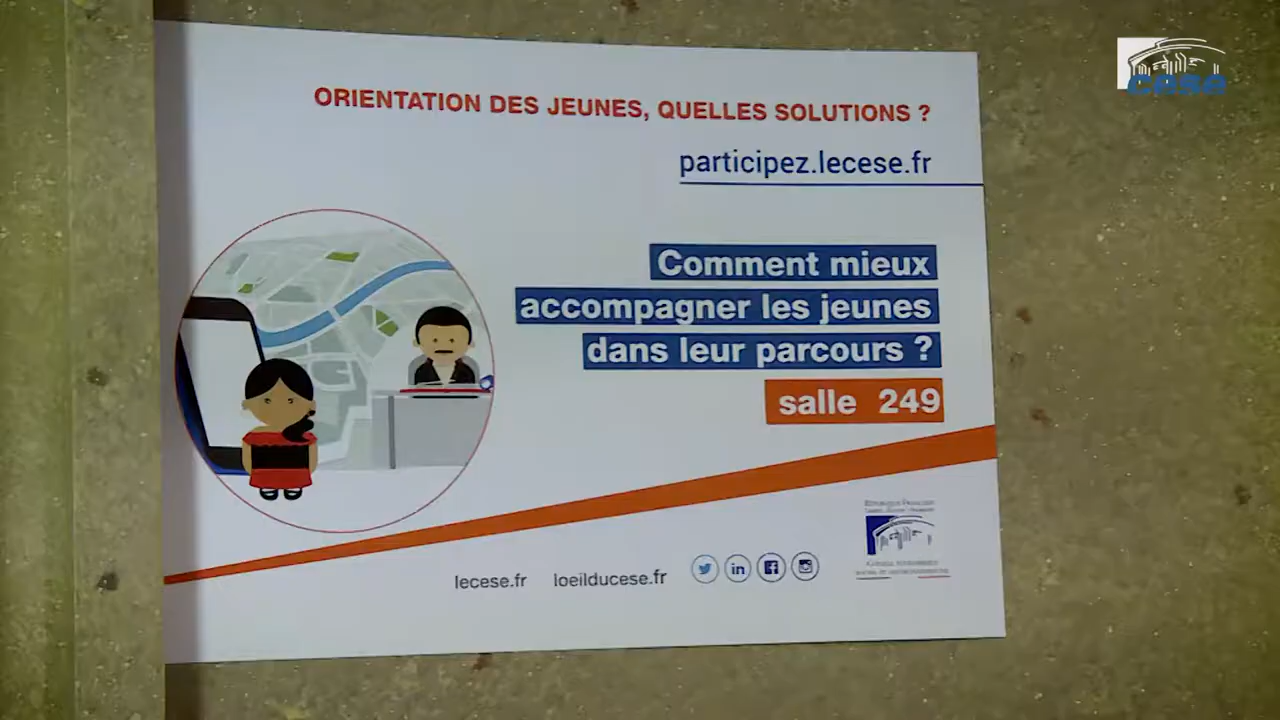 CESE
ORIENTATION DES JEUNES, QUELLES SOLUTIONS ?
participez.lecese.fr
Comment mieux
accompagner les jeunes
dans leur parcours ?
salle 249
lecese.fr loeilducese.fr
in